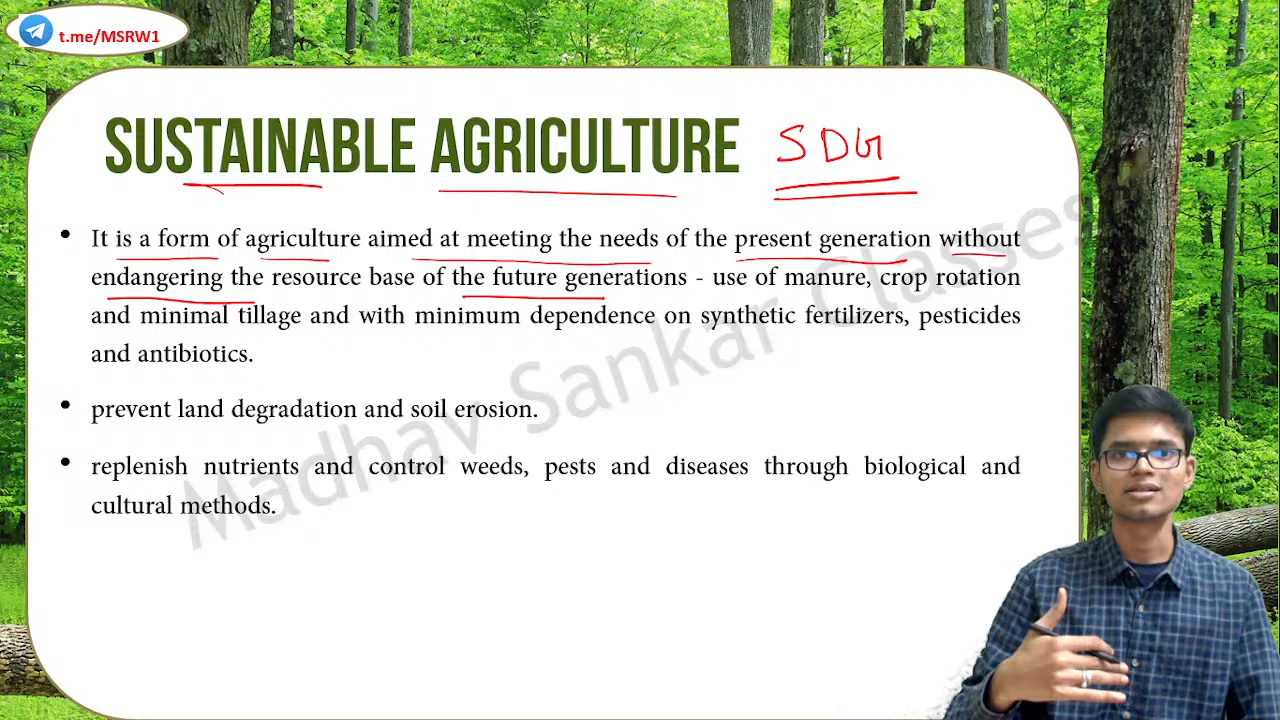 t.me/MSRW1
SUSTAINABLE AGRICULTURE SDG
• It is a form of agriculture aimed at meeting the needs of the present generation without
endangering the resource base of the future generations - use of manure, crop rotation
and minimal tillage and with minimum dependence on synthetic fertilizers, pesticides
and antibiotics.
• prevent land degradation and soil erosion.
• replenish nutrients and control weeds, pests and diseases through biological and
cultural methods.
Madhav Sankar Classes